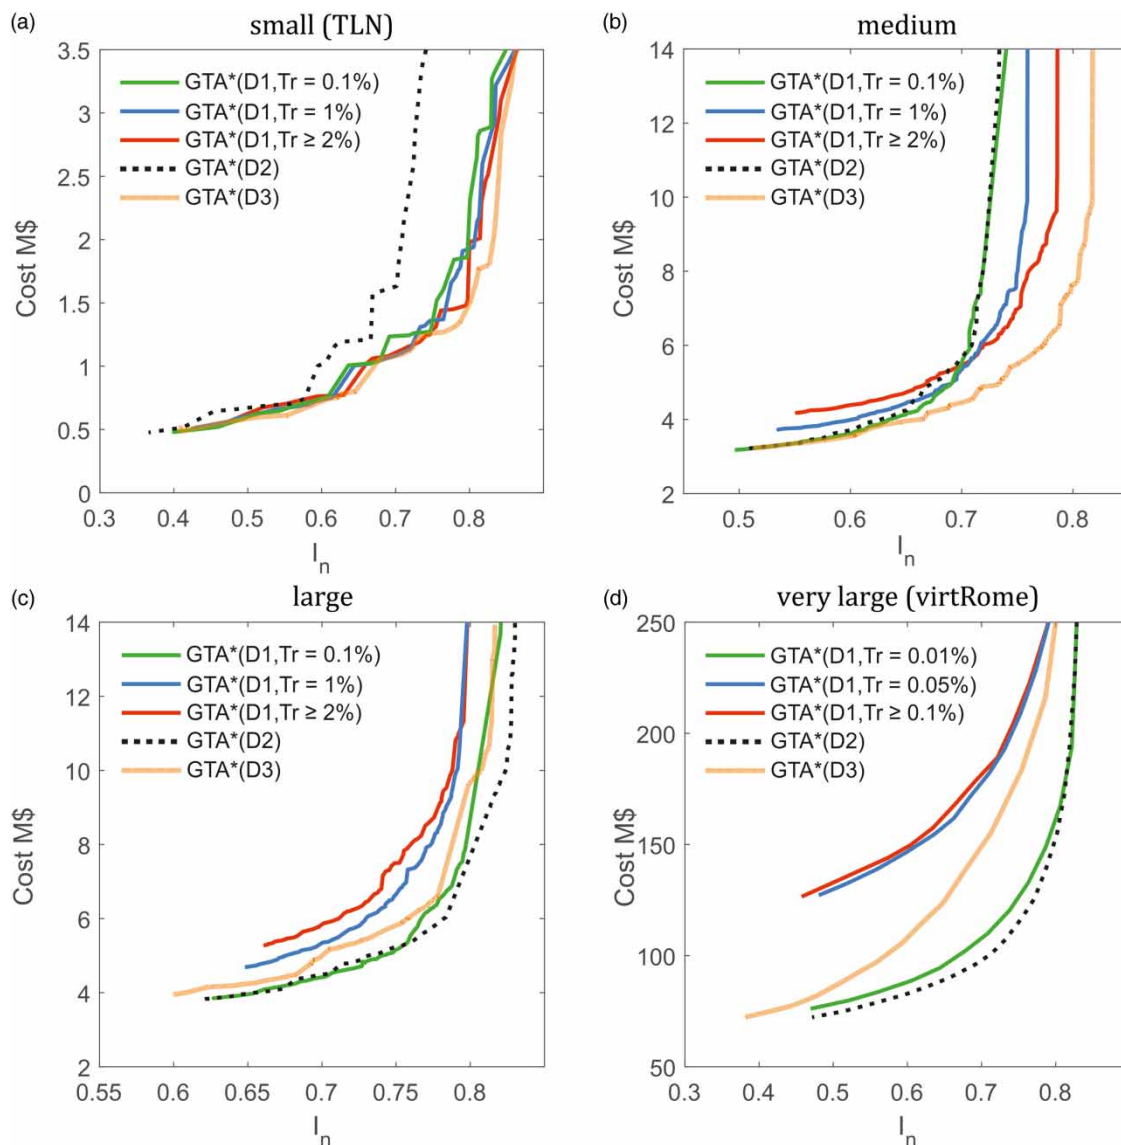 (a)
small (TLN)
3.5
3
2.5
2
1.5
1
0.5
0
Cost M$
GTA*(D1,Tr = 0.1%)
GTA*(D1,Tr = 1%)
GTA*(D1,Tr ≥ 2%)
GTA*(D2)
GTA*(D3)
0.3 0.4 0.5 0.6 0.7 0.8
In
(b)
medium
14
12
10
8
6
4
2
Cost M$
GTA*(D1,Tr = 0.1%)
GTA*(D1,Tr = 1%)
GTA*(D1,Tr ≥ 2%)
GTA*(D2)
GTA*(D3)
0.5 0.6 0.7 0.8
In
(c)
large
14
12
10
8
6
4
2
Cost M$
GTA*(D1,Tr = 0.1%)
GTA*(D1,Tr = 1%)
GTA*(D1,Tr ≥ 2%)
GTA*(D2)
GTA*(D3)
0.55 0.6 0.65 0.7 0.75 0.8
In
(d)
very large (virtRome)
250
200
150
100
50
Cost M$
GTA*(D1,Tr = 0.01%)
GTA*(D1,Tr = 0.05%)
GTA*(D1,Tr ≥ 0.1%)
GTA*(D2)
GTA*(D3)
0.3 0.4 0.5 0.6 0.7 0.8
In